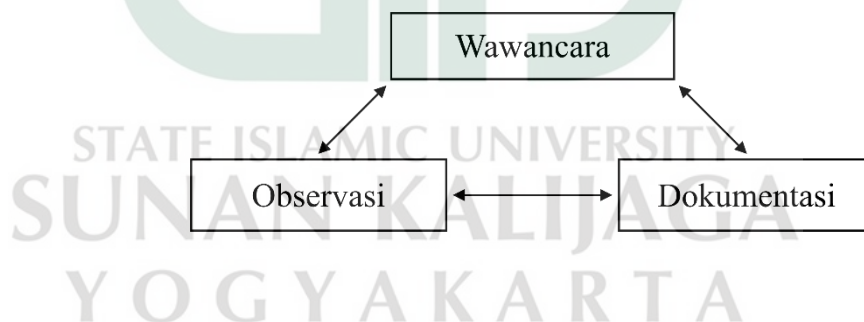 Wawancara
STATE ISLAMIC UNIVERSITY
Observasi
Dokumentasi
SUNAN KALIJAGA
YOGYAKARTA